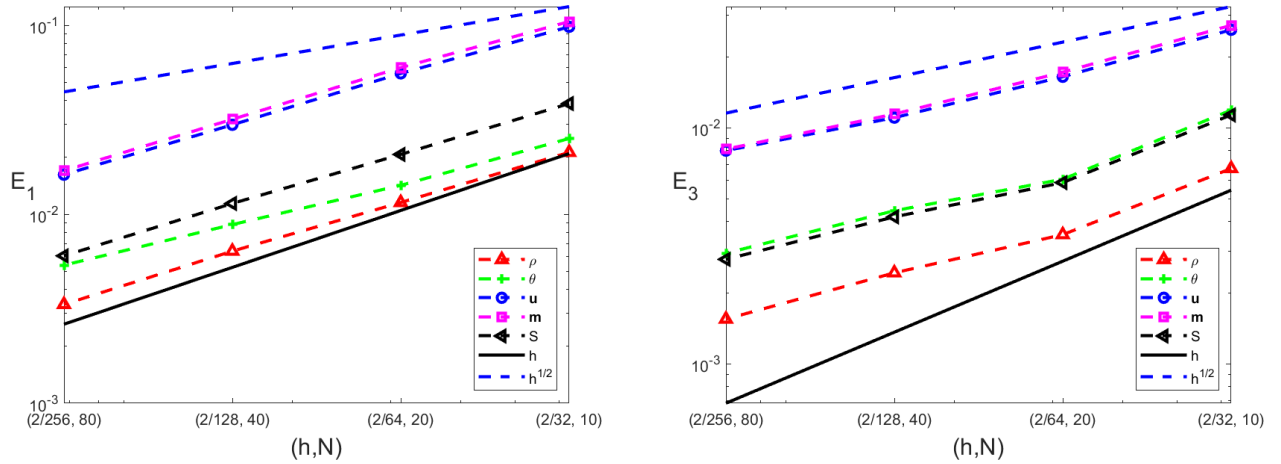 10⁻¹
10⁻²
10⁻³
E₁
(2/256, 80)
(2/128, 40)
(2/64, 20)
(2/32, 10)
(h,N)
ρ
θ
u
m
S
h
h^{1/2}
10⁻²
10⁻³
E₃
(2/256, 80)
(2/128, 40)
(2/64, 20)
(2/32, 10)
(h,N)
ρ
θ
u
m
S
h
h^{1/2}